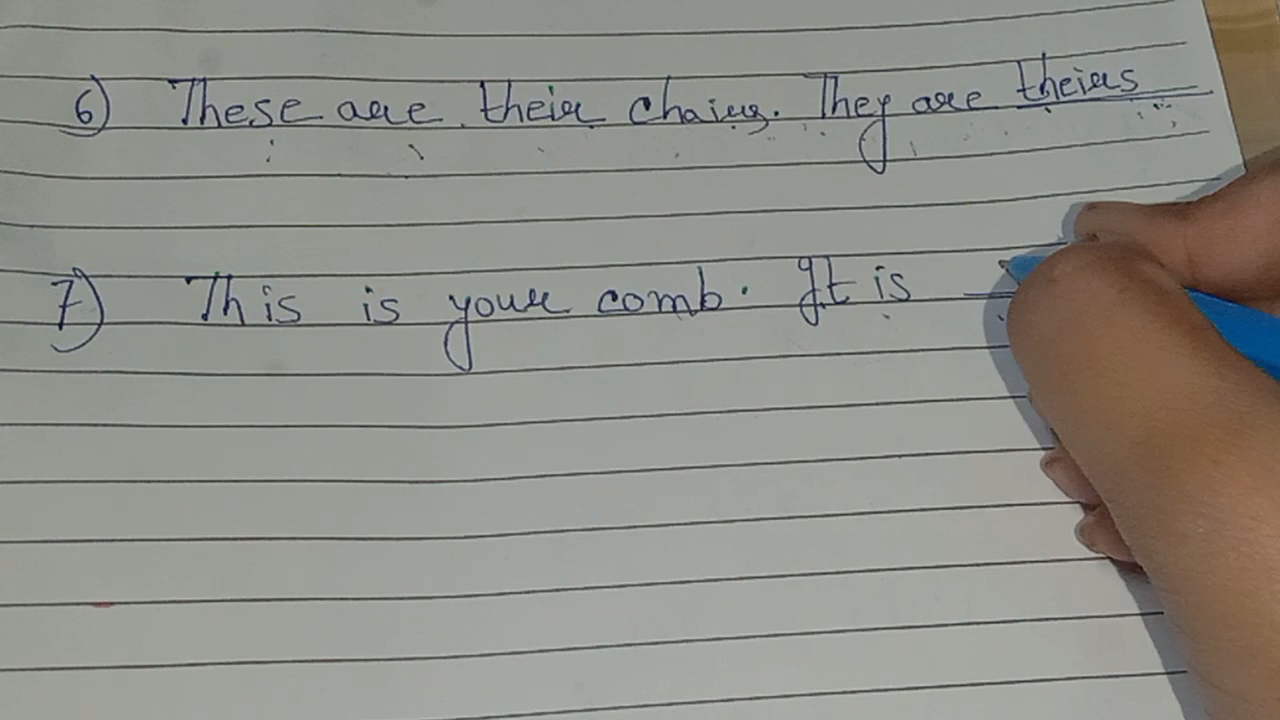 6) These are their chairs. They are theirs
7) This is your comb. It is